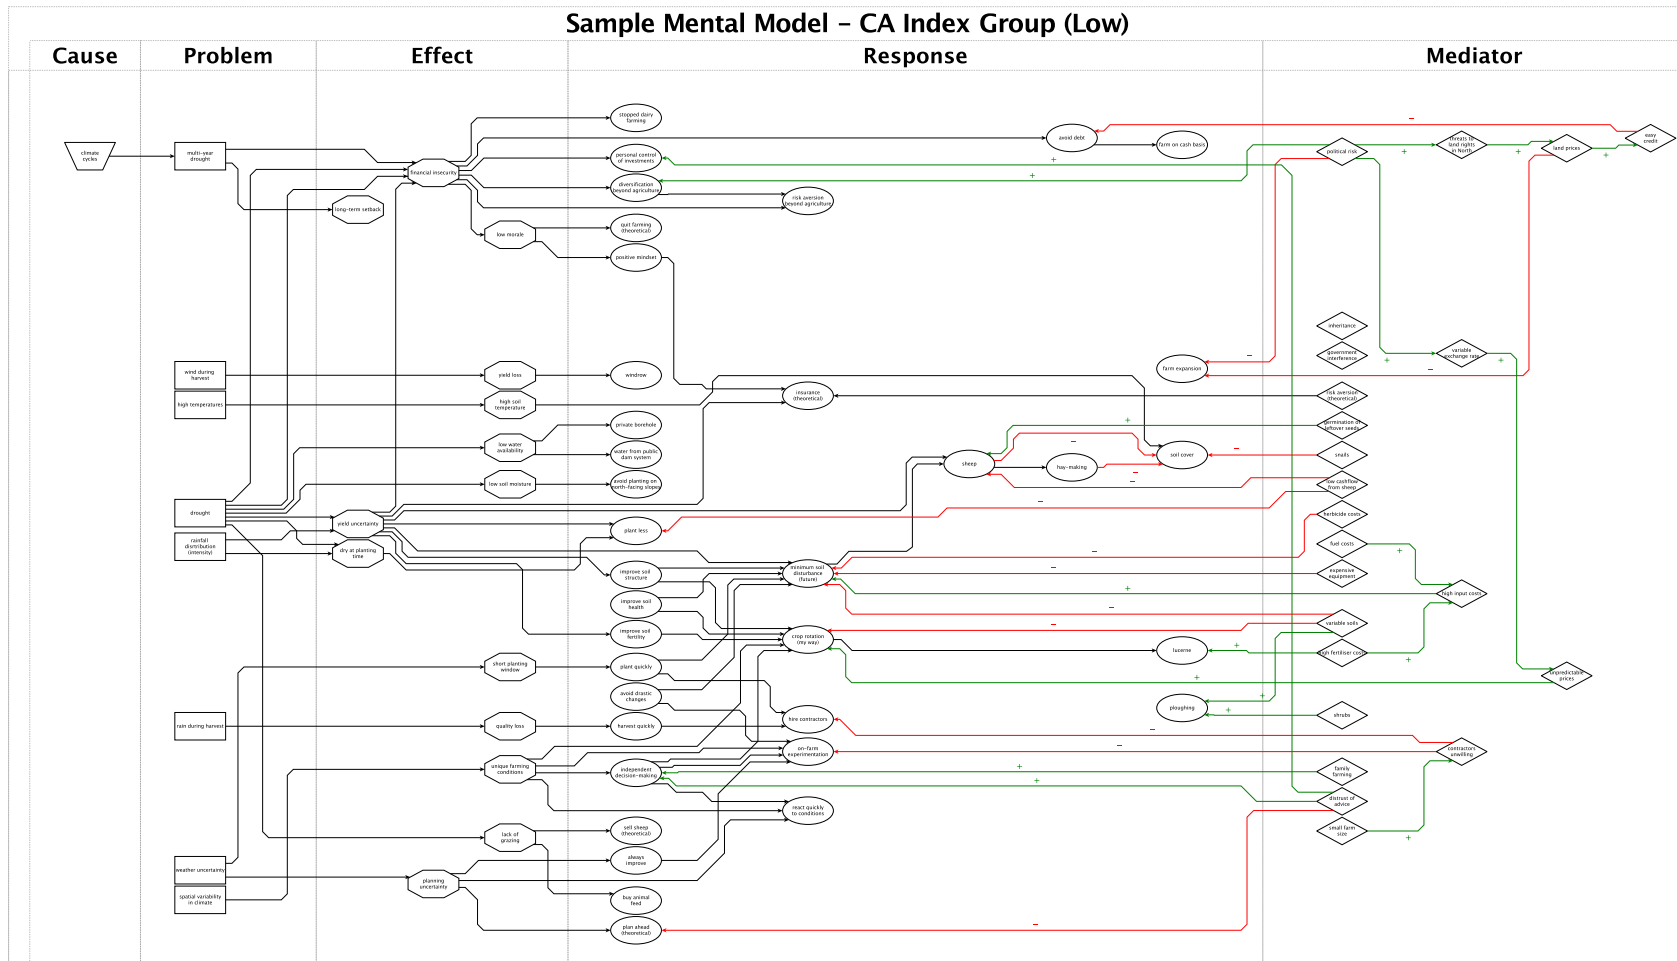 Sample Mental Model - CA Index Group (Low)
Cause
Problem
Effect
Response
Mediator
climate
cycles
multi-year
drought
financial insecurity
long-term setback
low morale
stopped dairy
farming
personal control
of investments
diversification
beyond agriculture
risk aversion
beyond agriculture
quit farming
(theoretical)
positive mindset
avoid debt
farm on cash basis
political risk
threats to
land rights
in North
land prices
easy
credit
inheritance
government
interference
variable
exchange rate
farm expansion
wind during
harvest
yield loss
windrow
high temperatures
high soil
temperature
insurance
(theoretical)
risk aversion
(theoretical)
germination of
leftover seeds
private borehole
low water
availability
water from public
dam system
sheep
hay-making
soil cover
snails
low soil moisture
avoid planting on
north-facing slopes
low cashflow
from sheep
drought
yield uncertainty
plant less
herbicide costs
rainfall
disrtribution
(intensity)
dry at planting
time
fuel costs
improve soil
structure
minimum soil
disturbance
(future)
expensive
equipment
high input costs
improve soil
health
variable soils
improve soil
fertility
crop rotation
(my way)
lucerne
high fertiliser costs
short planting
window
plant quickly
unpredictable
prices
avoid drastic
changes
ploughing
shrubs
rain during harvest
quality loss
harvest quickly
hire contractors
on-farm
experimentation
contractors
unwilling
unique farming
conditions
independent
decision-making
family
farming
react quickly
to conditions
distrust of
advice
lack of
grazing
sell sheep
(theoretical)
small farm
size
always
improve
weather uncertainty
planning
uncertainty
spatial variability
in climate
buy animal
feed
plan ahead
(theoretical)